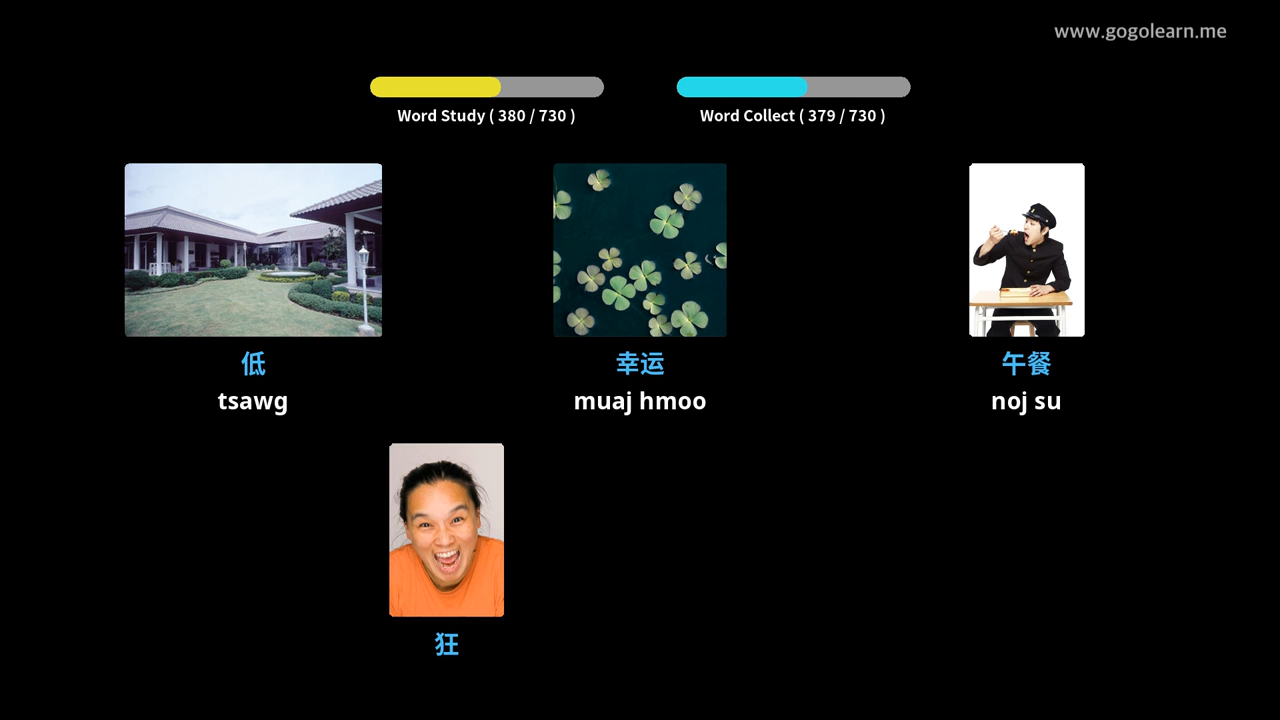 www.gogolearn.me
Word Study ( 380 / 730 )
Word Collect ( 379 / 730 )
低
tsawg
幸运
muaj hmoo
午餐
noj su
狂